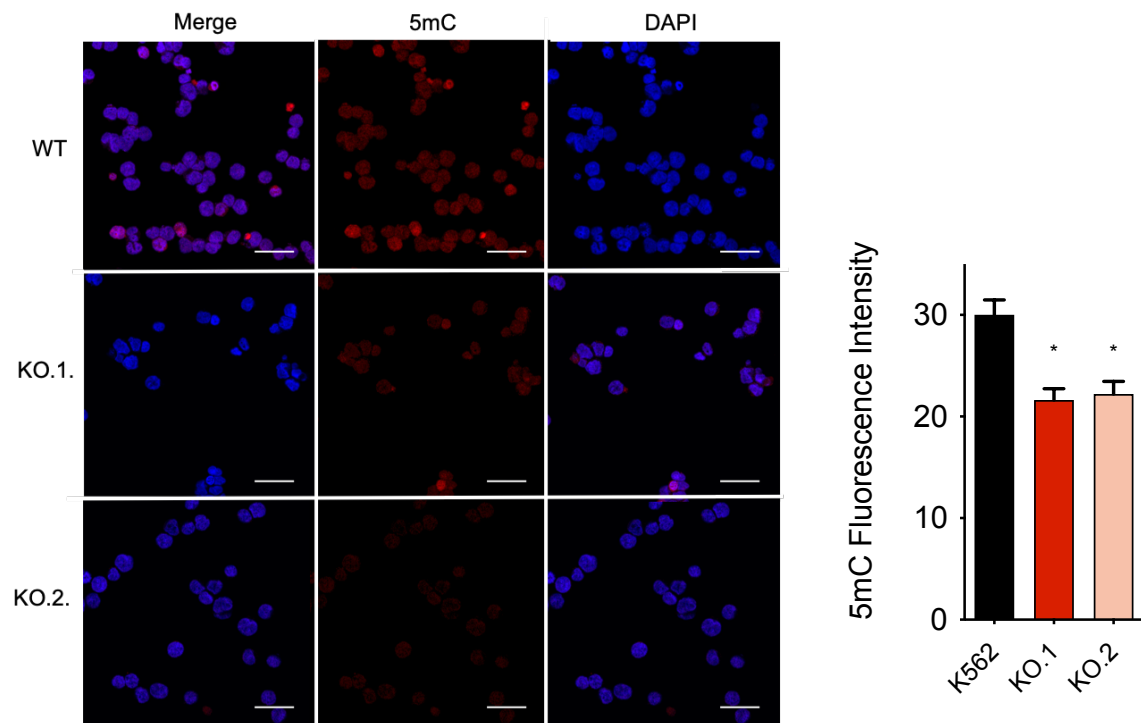 Merge 5mC DAPI
WT
KO.1.
KO.2.
5mC Fluorescence Intensity
30
20
10
0
*
*
K562 KO.1 KO.2